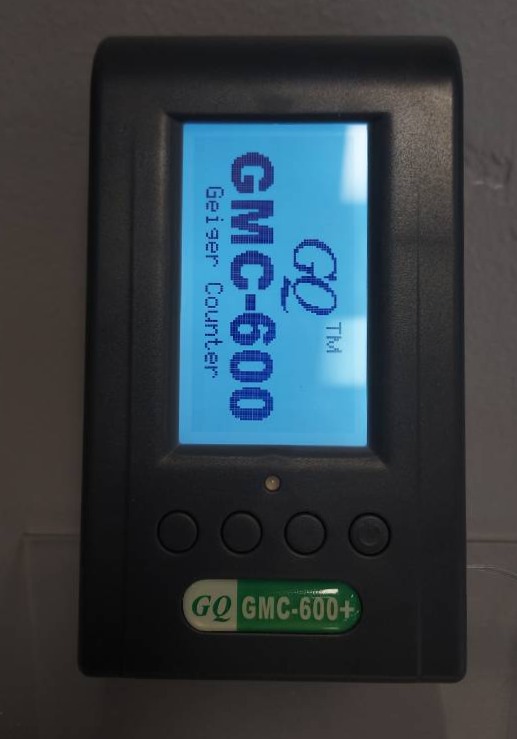 GQ TM
GMC-600
Geiger Counter
GQ GMC-600+